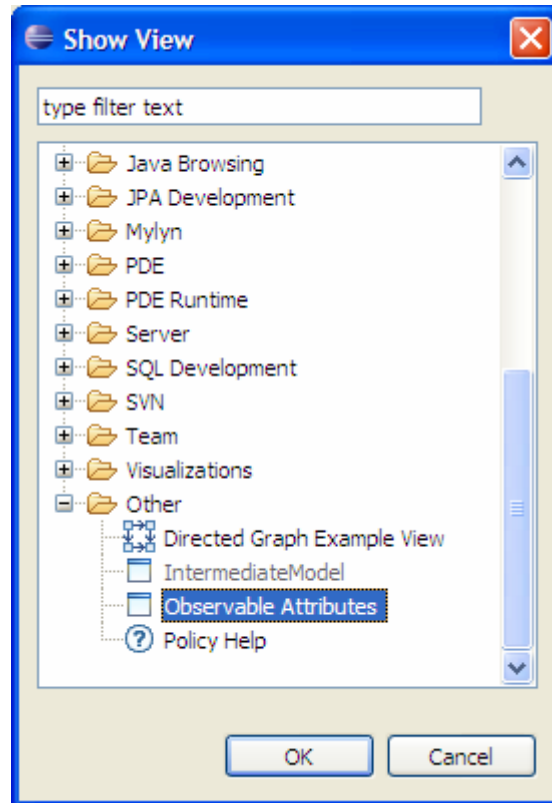 Show View
type filter text
Java Browsing
JPA Development
Mylyn
PDE
PDE Runtime
Server
SQL Development
SVN
Team
Visualizations
Other
Directed Graph Example View
IntermediateModel
Observable Attributes
Policy Help
OK Cancel